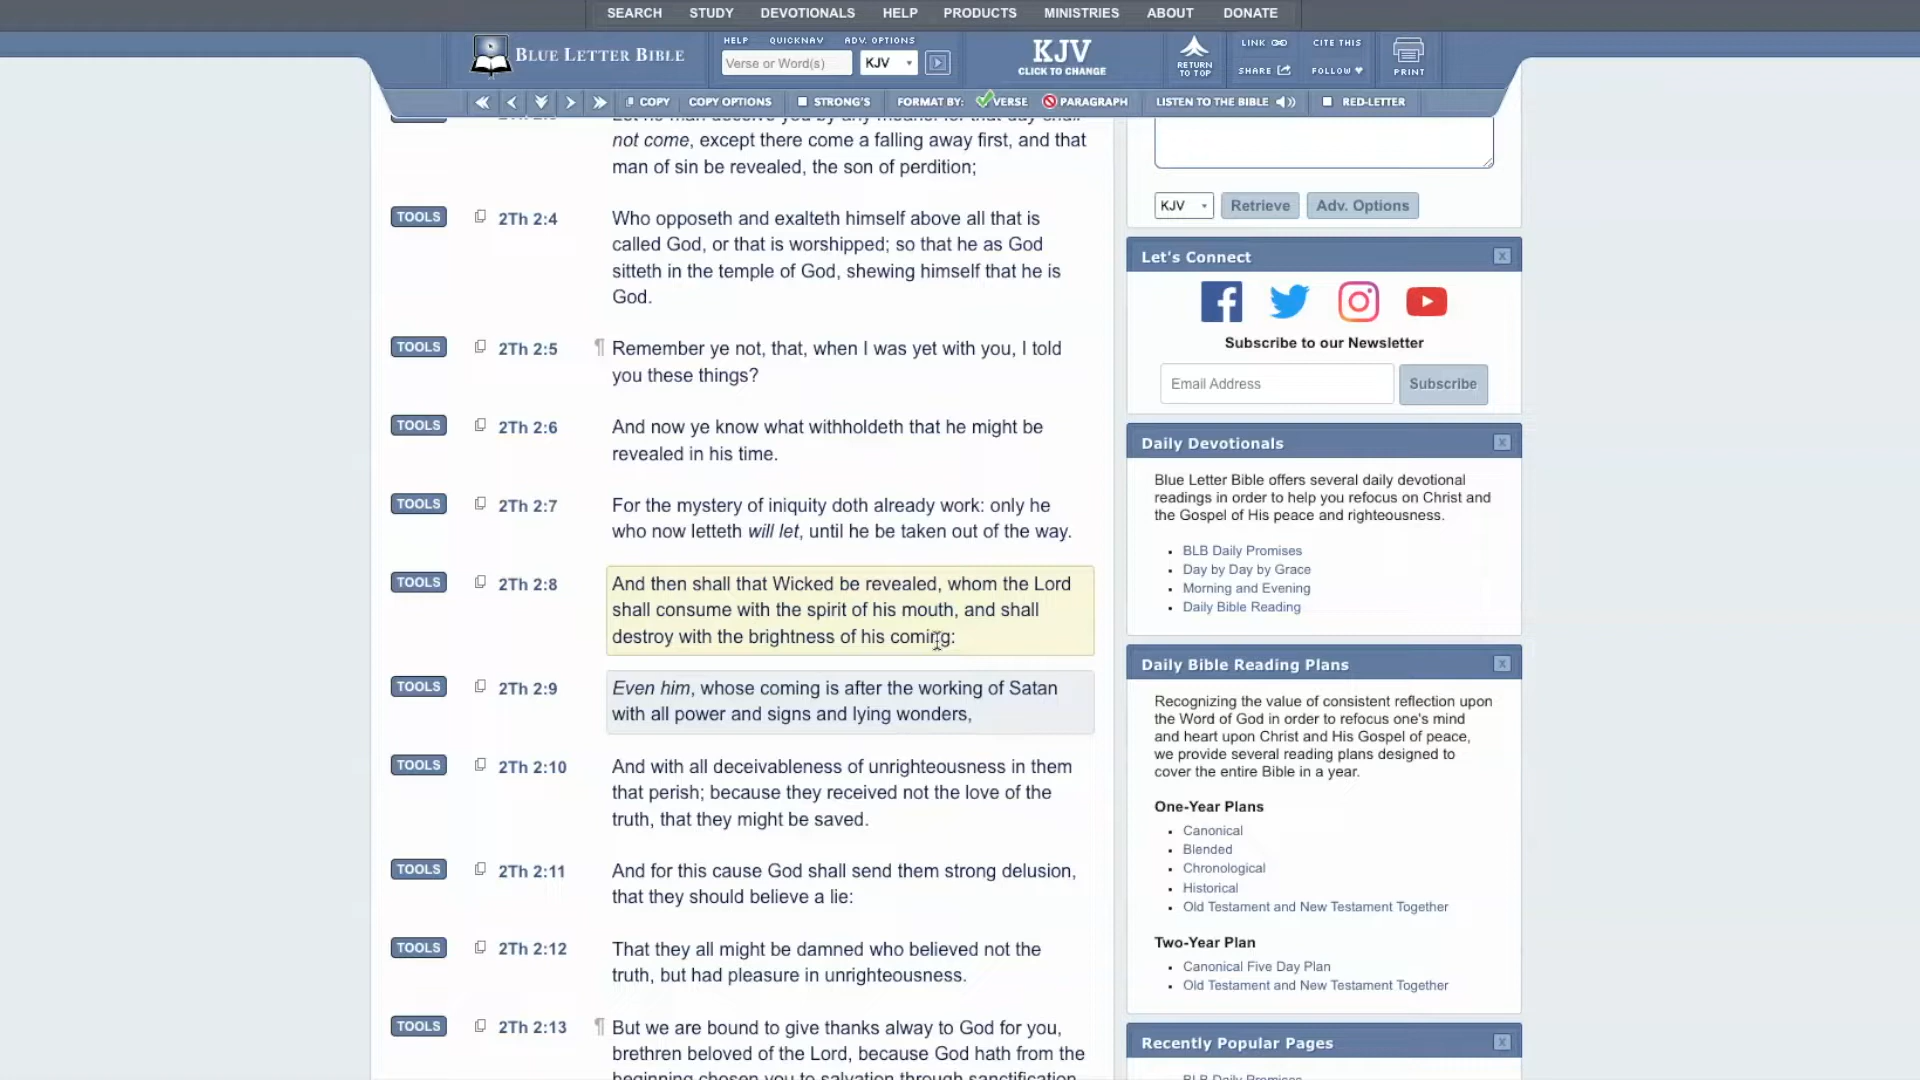 SEARCH STUDY DEVOTIONALS HELP PRODUCTS MINISTRIES ABOUT DONATE
BLUE LETTER BIBLE
HELP QUICKNAV ADV. OPTIONS
Verse or Word(s) KJV
KJV
CLICK TO CHANGE
RETURN
TO TOP
LINK CITE THIS
SHARE FOLLOW
PRINT
COPY COPY OPTIONS STRONG'S FORMAT BY: VERSE PARAGRAPH LISTEN TO THE BIBLE RED-LETTER
not come, except there come a falling away first, and that
man of sin be revealed, the son of perdition;
TOOLS 2Th 2:4 Who opposeth and exalteth himself above all that is
called God, or that is worshipped; so that he as God
sitteth in the temple of God, shewing himself that he is
God.
TOOLS 2Th 2:5 ¶ Remember ye not, that, when I was yet with you, I told
you these things?
TOOLS 2Th 2:6 And now ye know what withholdeth that he might be
revealed in his time.
TOOLS 2Th 2:7 For the mystery of iniquity doth already work: only he
who now letteth will let, until he be taken out of the way.
TOOLS 2Th 2:8 And then shall that Wicked be revealed, whom the Lord
shall consume with the spirit of his mouth, and shall
destroy with the brightness of his coming:
TOOLS 2Th 2:9 Even him, whose coming is after the working of Satan
with all power and signs and lying wonders,
TOOLS 2Th 2:10 And with all deceivableness of unrighteousness in them
that perish; because they received not the love of the
truth, that they might be saved.
TOOLS 2Th 2:11 And for this cause God shall send them strong delusion,
that they should believe a lie:
TOOLS 2Th 2:12 That they all might be damned who believed not the
truth, but had pleasure in unrighteousness.
TOOLS 2Th 2:13 ¶ But we are bound to give thanks alway to God for you,
brethren beloved of the Lord, because God hath from the
beginning chosen you to salvation through sanctification
KJV Retrieve Adv. Options
Let's Connect
Subscribe to our Newsletter
Email Address Subscribe
Daily Devotionals
Blue Letter Bible offers several daily devotional
readings in order to help you refocus on Christ and
the Gospel of His peace and righteousness.
BLB Daily Promises
Day by Day by Grace
Morning and Evening
Daily Bible Reading
Daily Bible Reading Plans
Recognizing the value of consistent reflection upon
the Word of God in order to refocus one's mind
and heart upon Christ and His Gospel of peace,
we provide several reading plans designed to
cover the entire Bible in a year.
One-Year Plans
Canonical
Blended
Chronological
Historical
Old Testament and New Testament Together
Two-Year Plan
Canonical Five Day Plan
Old Testament and New Testament Together
Recently Popular Pages
BLB Daily Promises